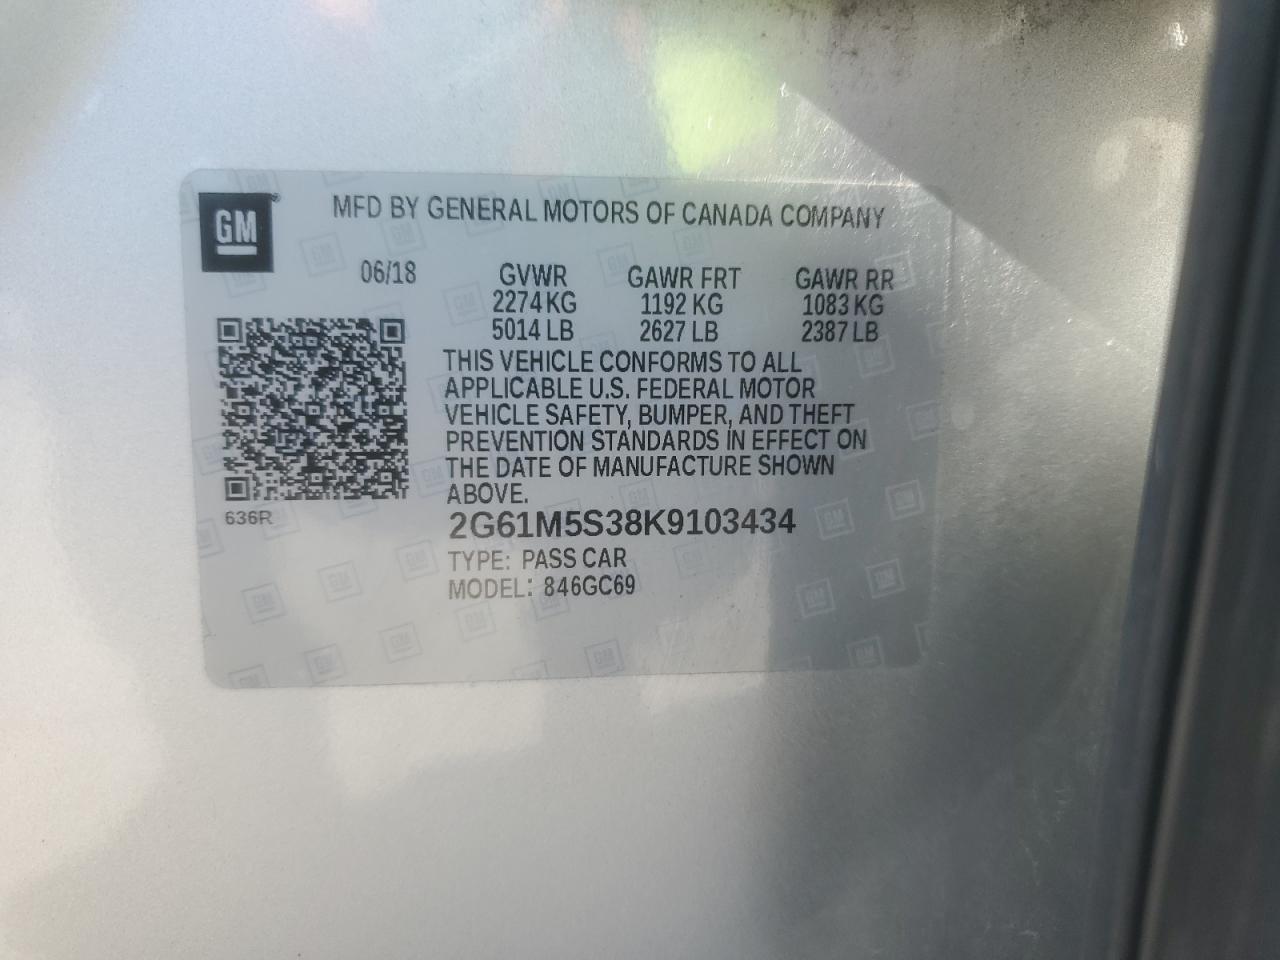 GM
MFD BY GENERAL MOTORS OF CANADA COMPANY
06/18
GVWR GAWR FRT GAWR RR
2274 KG 1192 KG 1083 KG
5014 LB 2627 LB 2387 LB
THIS VEHICLE CONFORMS TO ALL
APPLICABLE U.S. FEDERAL MOTOR
VEHICLE SAFETY, BUMPER, AND THEFT
PREVENTION STANDARDS IN EFFECT ON
THE DATE OF MANUFACTURE SHOWN
ABOVE.
636R
2G61M5S38K9103434
TYPE: PASS CAR
MODEL: 846GC69